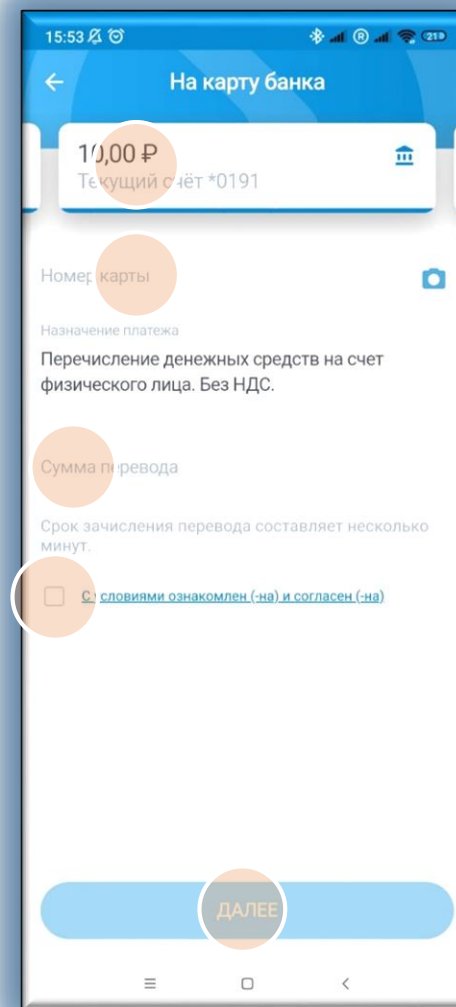 15:53
21
На карту банка
10,00 ₽
Текущий счёт *0191
Номер карты
Назначение платежа
Перечисление денежных средств на счет
физического лица. Без НДС.
Сумма перевода
Срок зачисления перевода составляет несколько
минут.
С условиями ознакомлен (-на) и согласен (-на)
ДАЛЕЕ